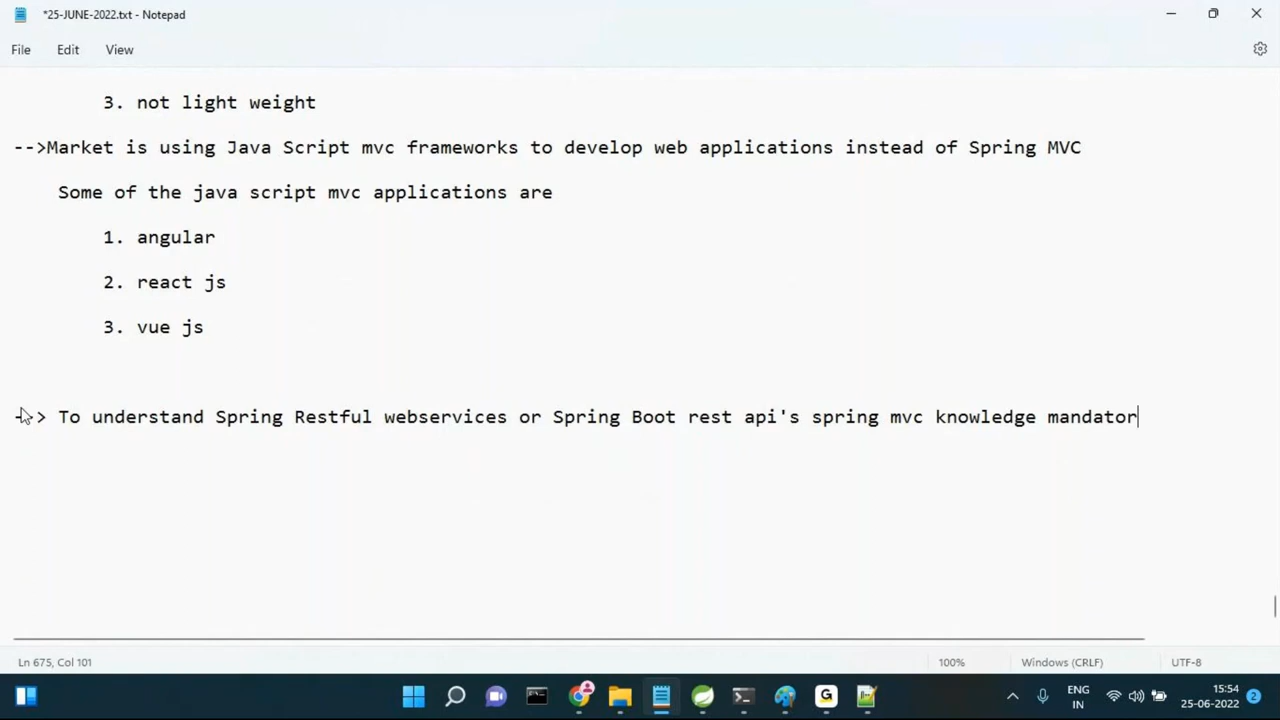 *25-JUNE-2022.txt - Notepad
File Edit View
3. not light weight
-->Market is using Java Script mvc frameworks to develop web applications instead of Spring MVC
Some of the java script mvc applications are
1. angular
2. react js
3. vue js
--> To understand Spring Restful webservices or Spring Boot rest api's spring mvc knowledge mandator
Ln 675, Col 101 100% Windows (CRLF) UTF-8
ENG 15:54
IN 25-06-2022 2
G